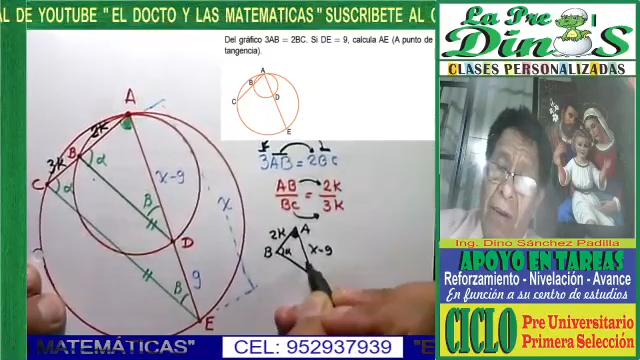 AL DE YOUTUBE "EL DOCTO Y LAS MATEMATICAS" SUSCRIBETE AL C
La Pre
DinoS
CLASES PERSONALIZADAS
Del gráfico 3AB = 2BC. Si DE = 9, calcula AE (A punto de
tangencia).
A
B
C
D
E
A
2K
B
3K
C
α
α
x-9
x
B
D
9
B
E
3AB = 2BC
AB/BC = 2K/3K
2K
A
B
α
x-9
Ing. Dino Sánchez Padilla
APOYO EN TAREAS
Reforzamiento - Nivelación - Avance
En función a su centro de estudios
CICLO Pre Universitario
Primera Selección
MATEMÁTICAS"
CEL: 952937939
"E